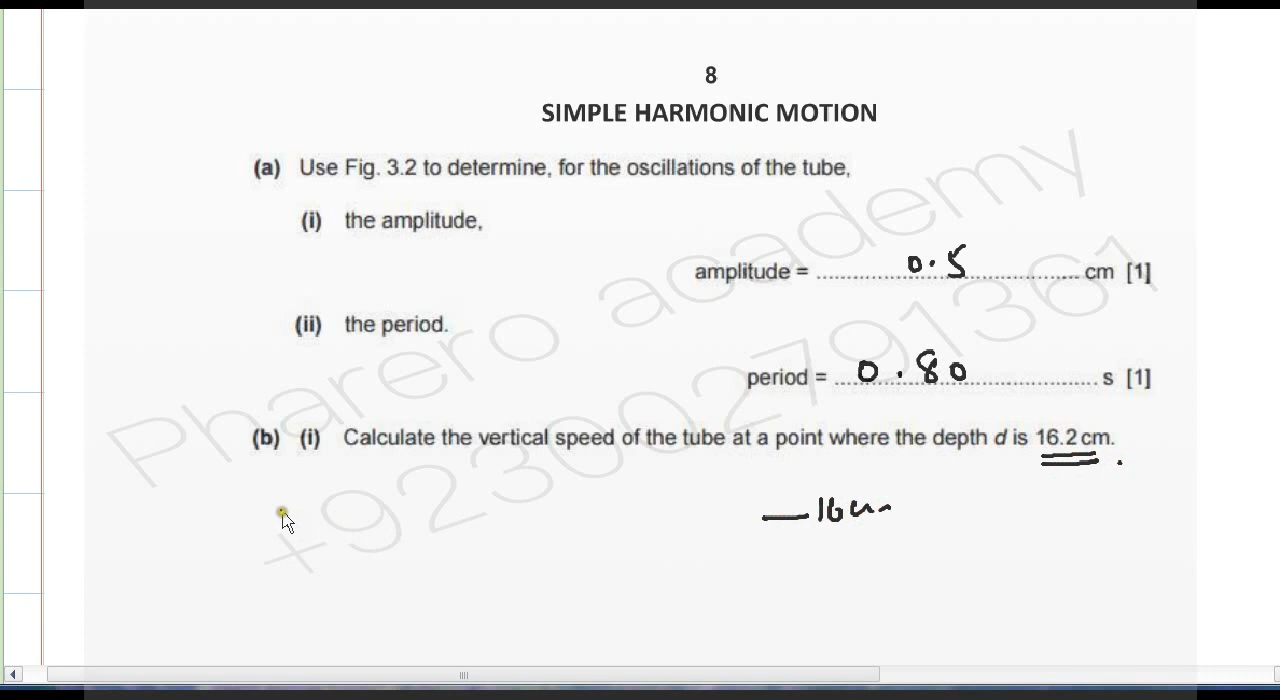 8
SIMPLE HARMONIC MOTION
(a) Use Fig. 3.2 to determine, for the oscillations of the tube,
(i) the amplitude,
amplitude = 0.5 cm [1]
(ii) the period.
period = 0.80 s [1]
(b) (i) Calculate the vertical speed of the tube at a point where the depth d is 16.2 cm.
16 cm
Pharero academy
+923002791361